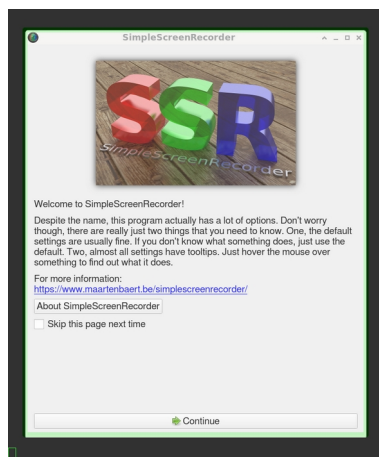 SimpleScreenRecorder
SSR
SimpleScreenRecorder
Welcome to SimpleScreenRecorder!
Despite the name, this program actually has a lot of options. Don't worry
though, there are really just two things that you need to know. One, the default
settings are usually fine. If you don't know what something does, just use the
default. Two, almost all settings have tooltips. Just hover the mouse over
something to find out what it does.
For more information:
https://www.maartenbaert.be/simplescreenrecorder/
About SimpleScreenRecorder
Skip this page next time
Continue